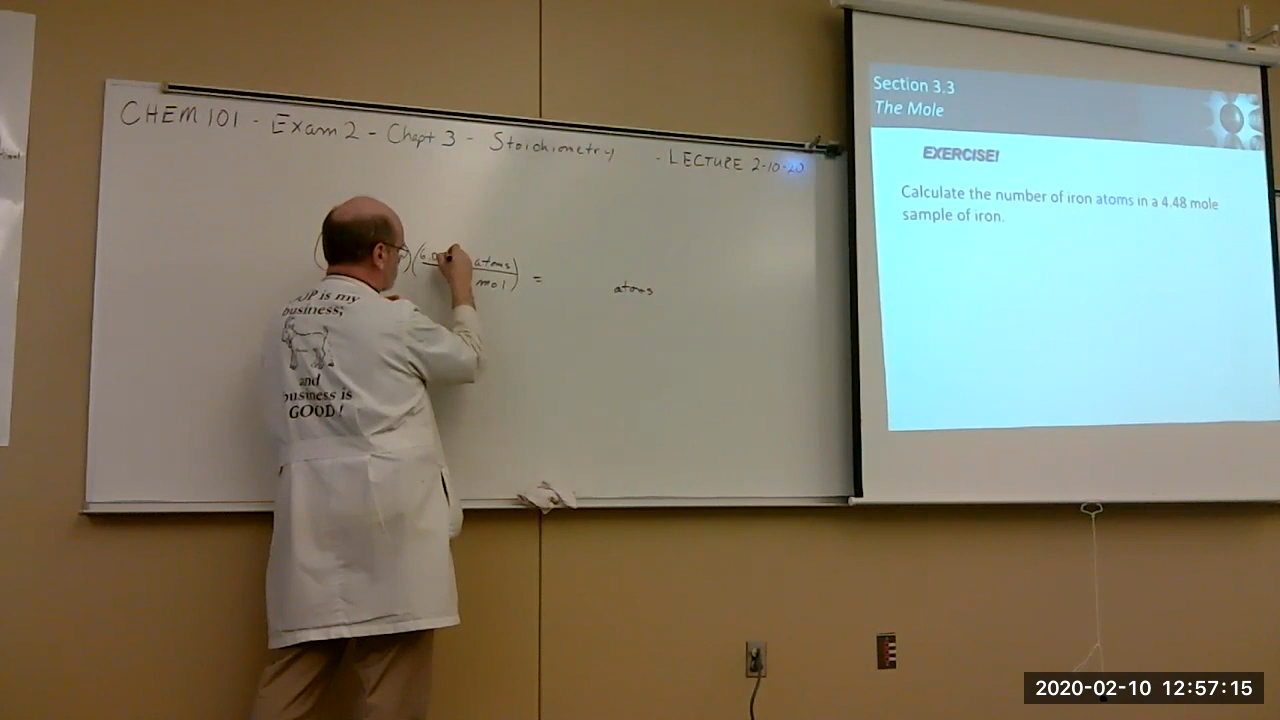 CHEM 101 - Exam 2 - Chapt 3 - Stoichiometry - LECTURE 2-10-20
atoms
mol
=
atoms
is my
business;
and
business is
GOOD!
Section 3.3
The Mole
EXERCISE!
Calculate the number of iron atoms in a 4.48 mole
sample of iron.
2020-02-10 12:57:15